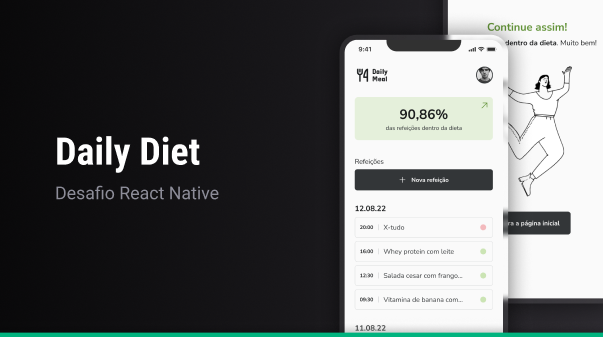 Daily Diet
Desafio React Native
9:41
Daily
Meal
90,86%
das refeições dentro da dieta
Refeições
+ Nova refeição
12.08.22
20:00 X-tudo
16:00 Whey protein com leite
12:30 Salada cesar com frango...
09:30 Vitamina de banana com...
11.08.22
Continue assim!
dentro da dieta. Muito bem!
ra a página inicial